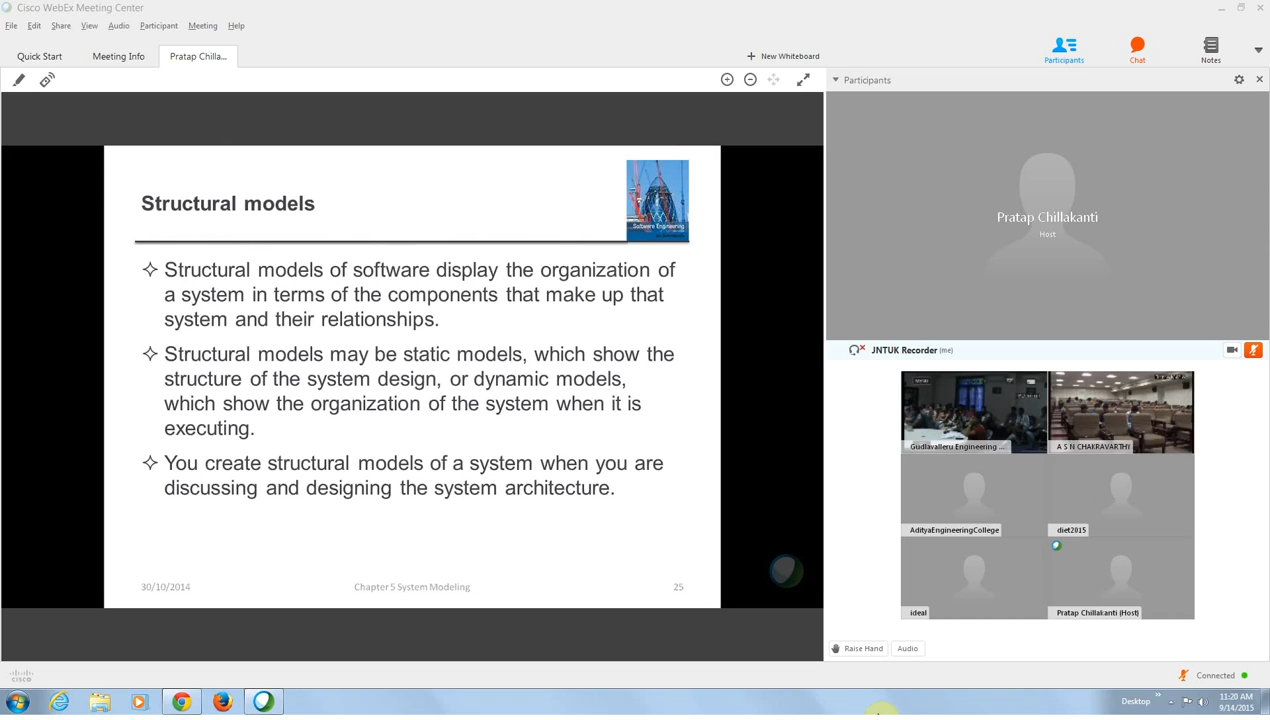 Cisco WebEx Meeting Center
File Edit Share View Audio Participant Meeting Help
Quick Start Meeting Info Pratap Chilla... New Whiteboard
Participants Chat Notes
Participants
Structural models
Software Engineering
Structural models of software display the organization of
a system in terms of the components that make up that
system and their relationships.
Structural models may be static models, which show the
structure of the system design, or dynamic models,
which show the organization of the system when it is
executing.
You create structural models of a system when you are
discussing and designing the system architecture.
30/10/2014 Chapter 5 System Modeling 25
Pratap Chillakanti
Host
JNTUK Recorder (me)
Gudlavalleru Engineering ... A S N CHAKRAVARTHY
AdityaEngineeringCollege diet2015
ideal Pratap Chillakanti (Host)
Raise Hand Audio
cisco
Connected
Desktop
11:20 AM
9/14/2015